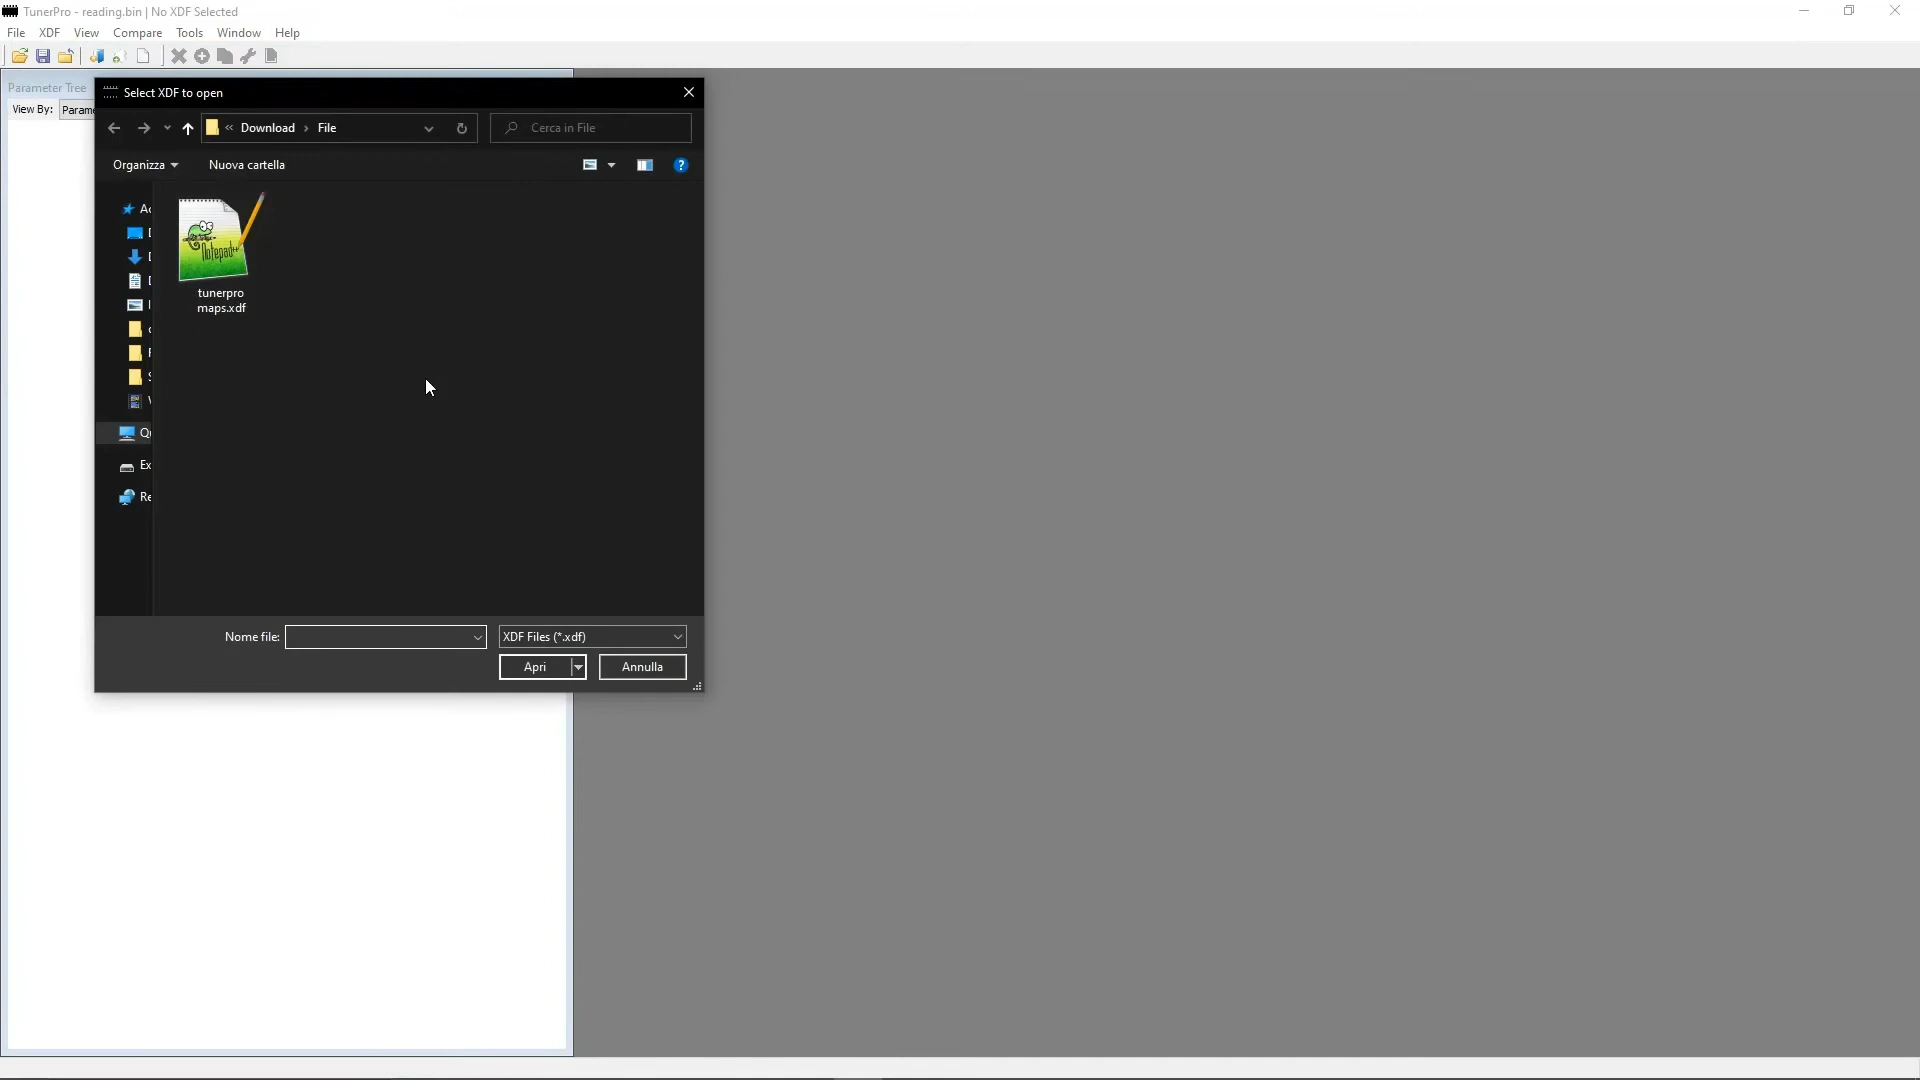 TunerPro - reading.bin | No XDF Selected
File XDF View Compare Tools Window Help
Parameter Tree
View By:
Select XDF to open
« Download › File
Cerca in File
Organizza
Nuova cartella
Notepad++
tunerpro
maps.xdf
Nome file:
XDF Files (*.xdf)
Apri
Annulla